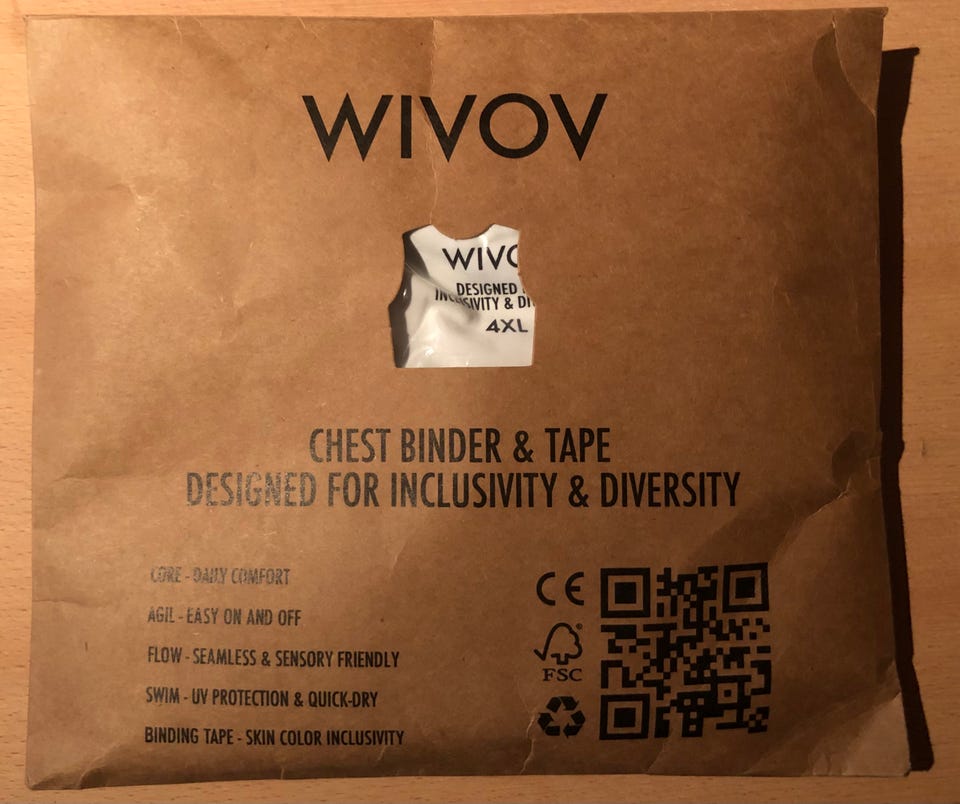 WIVOV
WIVO
DESIGNED
INCLUSIVITY & DI
4XL
CHEST BINDER & TAPE
DESIGNED FOR INCLUSIVITY & DIVERSITY
CORE - DAILY COMFORT
AGIL - EASY ON AND OFF
FLOW - SEAMLESS & SENSORY FRIENDLY
SWIM - UV PROTECTION & QUICK-DRY
BINDING TAPE - SKIN COLOR INCLUSIVITY
CE
®
FSC